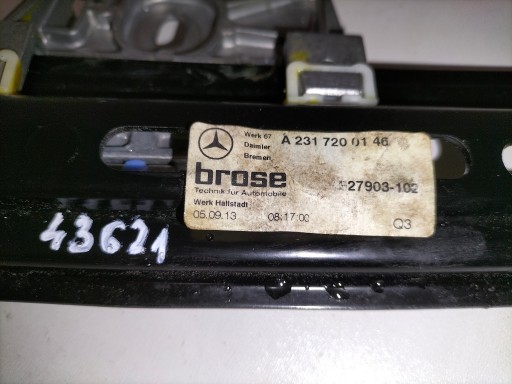 Werk 67
Daimler
Bremen
A 231 720 01 46
brose
Technik für Automobile
27903-102
Werk Hallstadt
05.09.13 08:17:00 Q3
43621